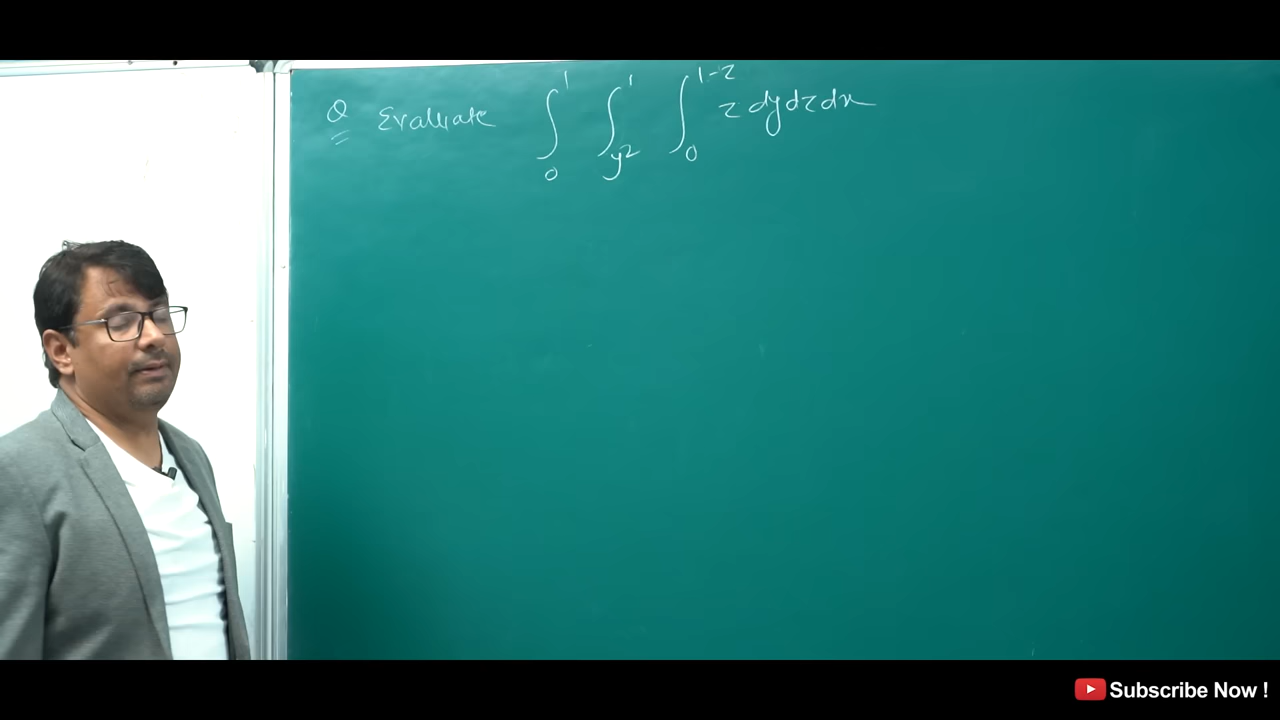 Q Evaluate ∫₀¹ ∫_{y²}¹ ∫₀^{1-z} z dy dz dx
Subscribe Now !